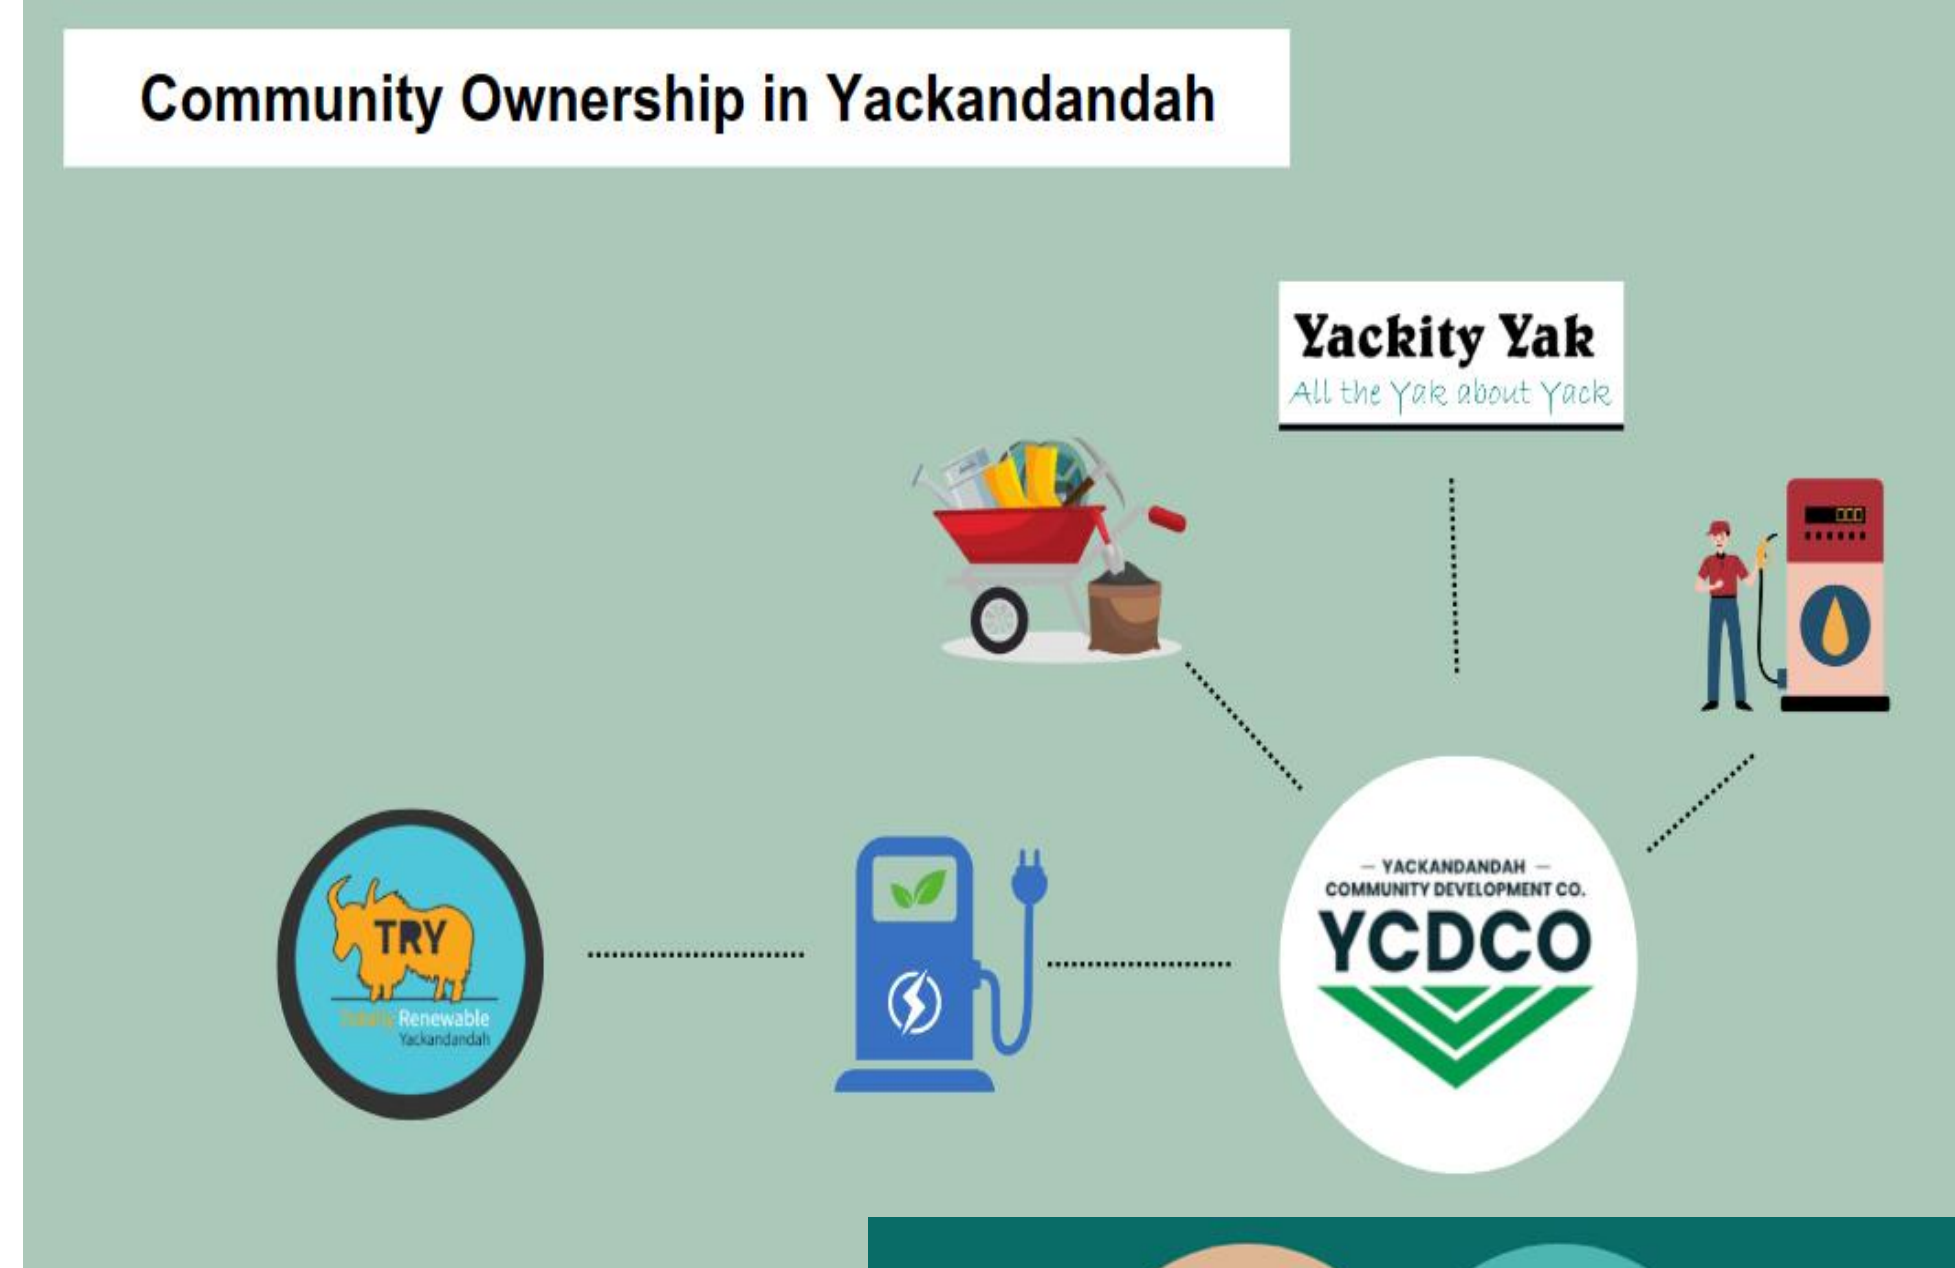 Community Ownership in Yackandandah
Yackity Yak
All the Yak about Yack
000
— YACKANDANDAH —
COMMUNITY DEVELOPMENT CO.
YCDCO
TRY
Renewable
Yackandandah